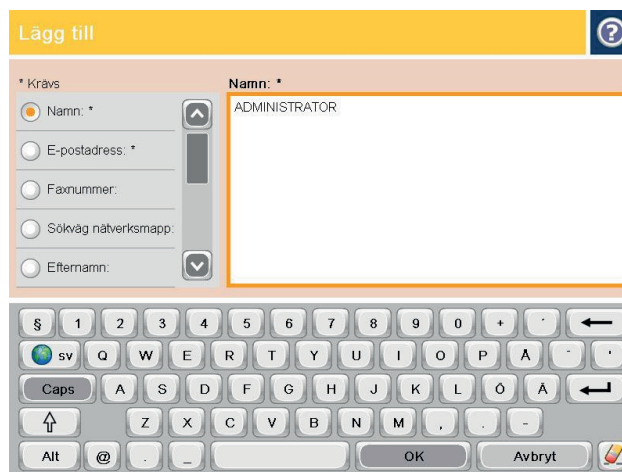 Lägg till
?
* Krävs
Namn: *
Namn: *
ADMINISTRATOR
E-postadress: *
Faxnummer:
Sökväg nätverksmapp:
Efternamn:
§ 1 2 3 4 5 6 7 8 9 0 + ´
sv Q W E R T Y U I O P Å ¨ '
Caps A S D F G H J K L Ö Ä
Z X C V B N M , . -
Alt @ . _ OK Avbryt